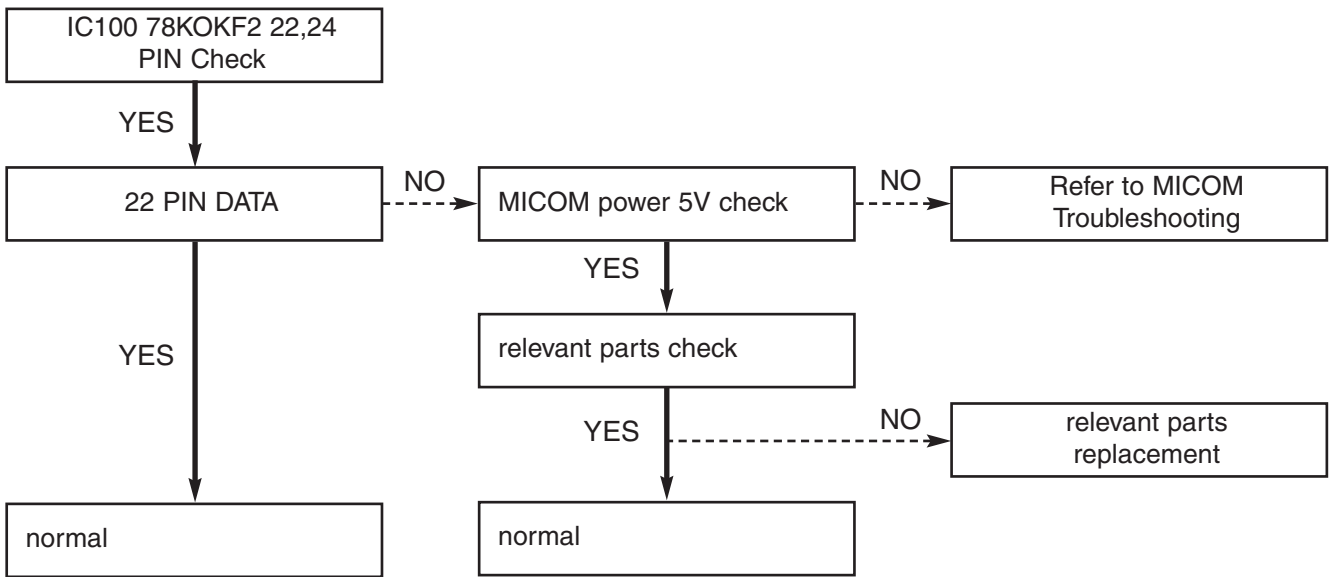 IC100 78KOKF2 22,24
PIN Check
YES
22 PIN DATA
NO
MICOM power 5V check
NO
Refer to MICOM
Troubleshooting
YES
YES
relevant parts check
YES
NO
relevant parts
replacement
normal
normal